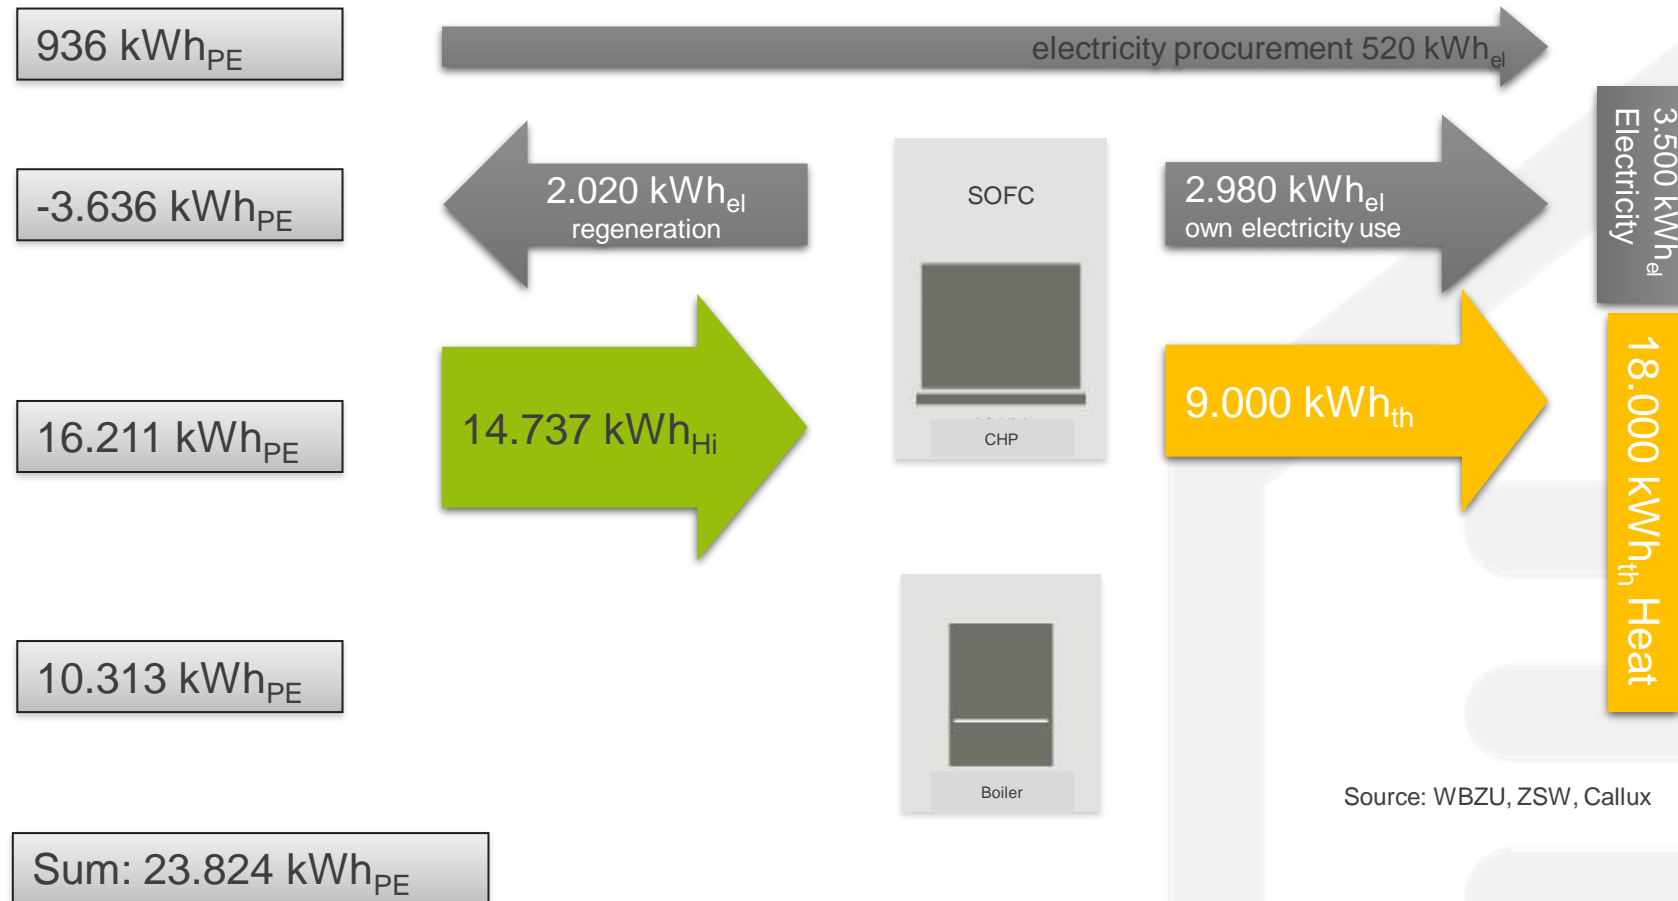 936 kWhPE
electricity procurement 520 kWhel
-3.636 kWhPE
2.020 kWhel
regeneration
SOFC
2.980 kWhel
own electricity use
3.500 kWhel
Electricity
16.211 kWhPE
14.737 kWhHi
CHP
9.000 kWhth
18.000 kWhth Heat
10.313 kWhPE
Boiler
Source: WBZU, ZSW, Callux
Sum: 23.824 kWhPE